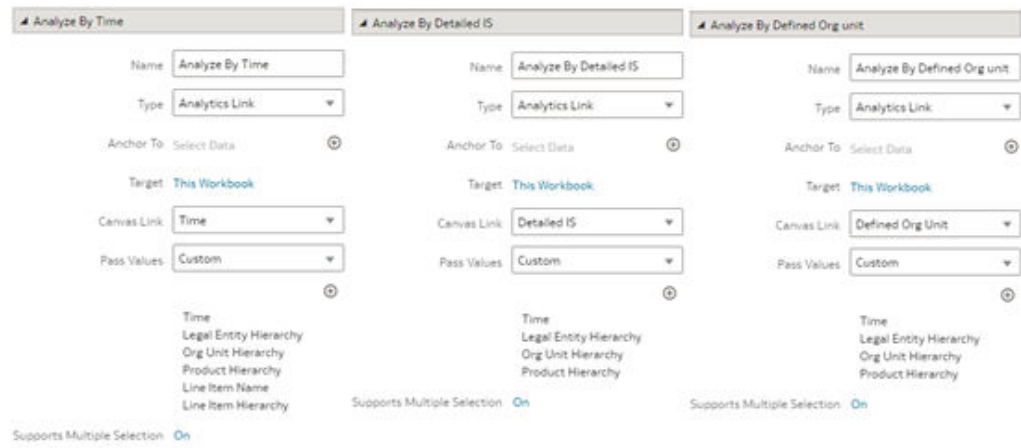 Analyze By Time
Name Analyze By Time
Type Analytics Link
Anchor To Select Data
Target This Workbook
Canvas Link Time
Pass Values Custom
Time
Legal Entity Hierarchy
Org Unit Hierarchy
Product Hierarchy
Line Item Name
Line Item Hierarchy
Supports Multiple Selection On
Analyze By Detailed IS
Name Analyze By Detailed IS
Type Analytics Link
Anchor To Select Data
Target This Workbook
Canvas Link Detailed IS
Pass Values Custom
Time
Legal Entity Hierarchy
Org Unit Hierarchy
Product Hierarchy
Supports Multiple Selection On
Analyze By Defined Org unit
Name Analyze By Defined Org unit
Type Analytics Link
Anchor To Select Data
Target This Workbook
Canvas Link Defined Org Unit
Pass Values Custom
Time
Legal Entity Hierarchy
Org Unit Hierarchy
Product Hierarchy
Supports Multiple Selection On